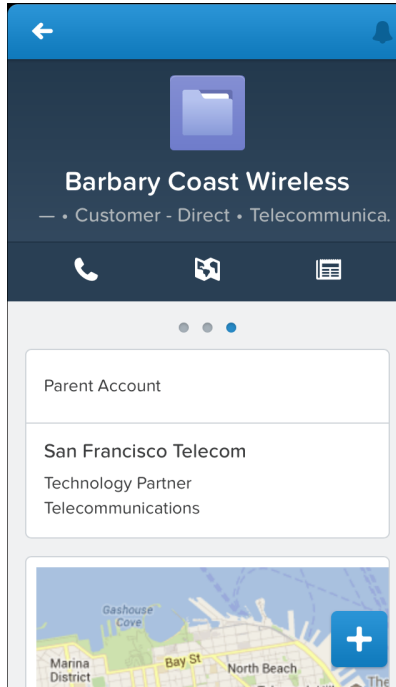 Barbary Coast Wireless
— • Customer - Direct • Telecommunica.
Parent Account
San Francisco Telecom
Technology Partner
Telecommunications
Gashouse
Cove
Marina
District
Bay St
North Beach
The